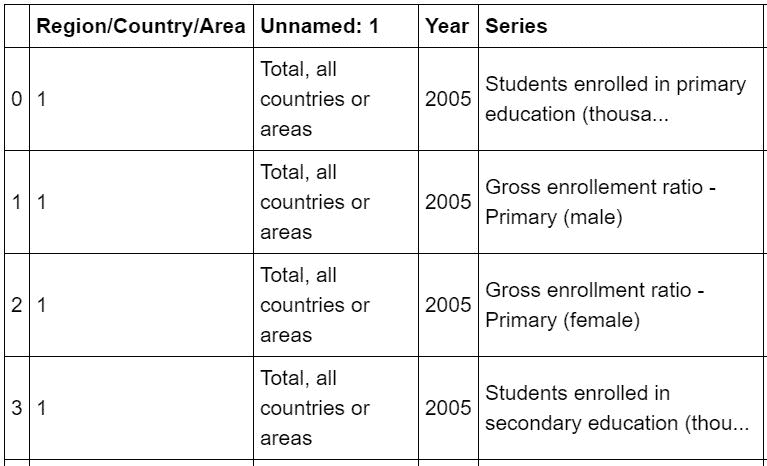 Region/Country/Area Unnamed: 1 Year Series
0 1 Total, all countries or areas 2005 Students enrolled in primary education (thousa...
1 1 Total, all countries or areas 2005 Gross enrollement ratio - Primary (male)
2 1 Total, all countries or areas 2005 Gross enrollment ratio - Primary (female)
3 1 Total, all countries or areas 2005 Students enrolled in secondary education (thou...